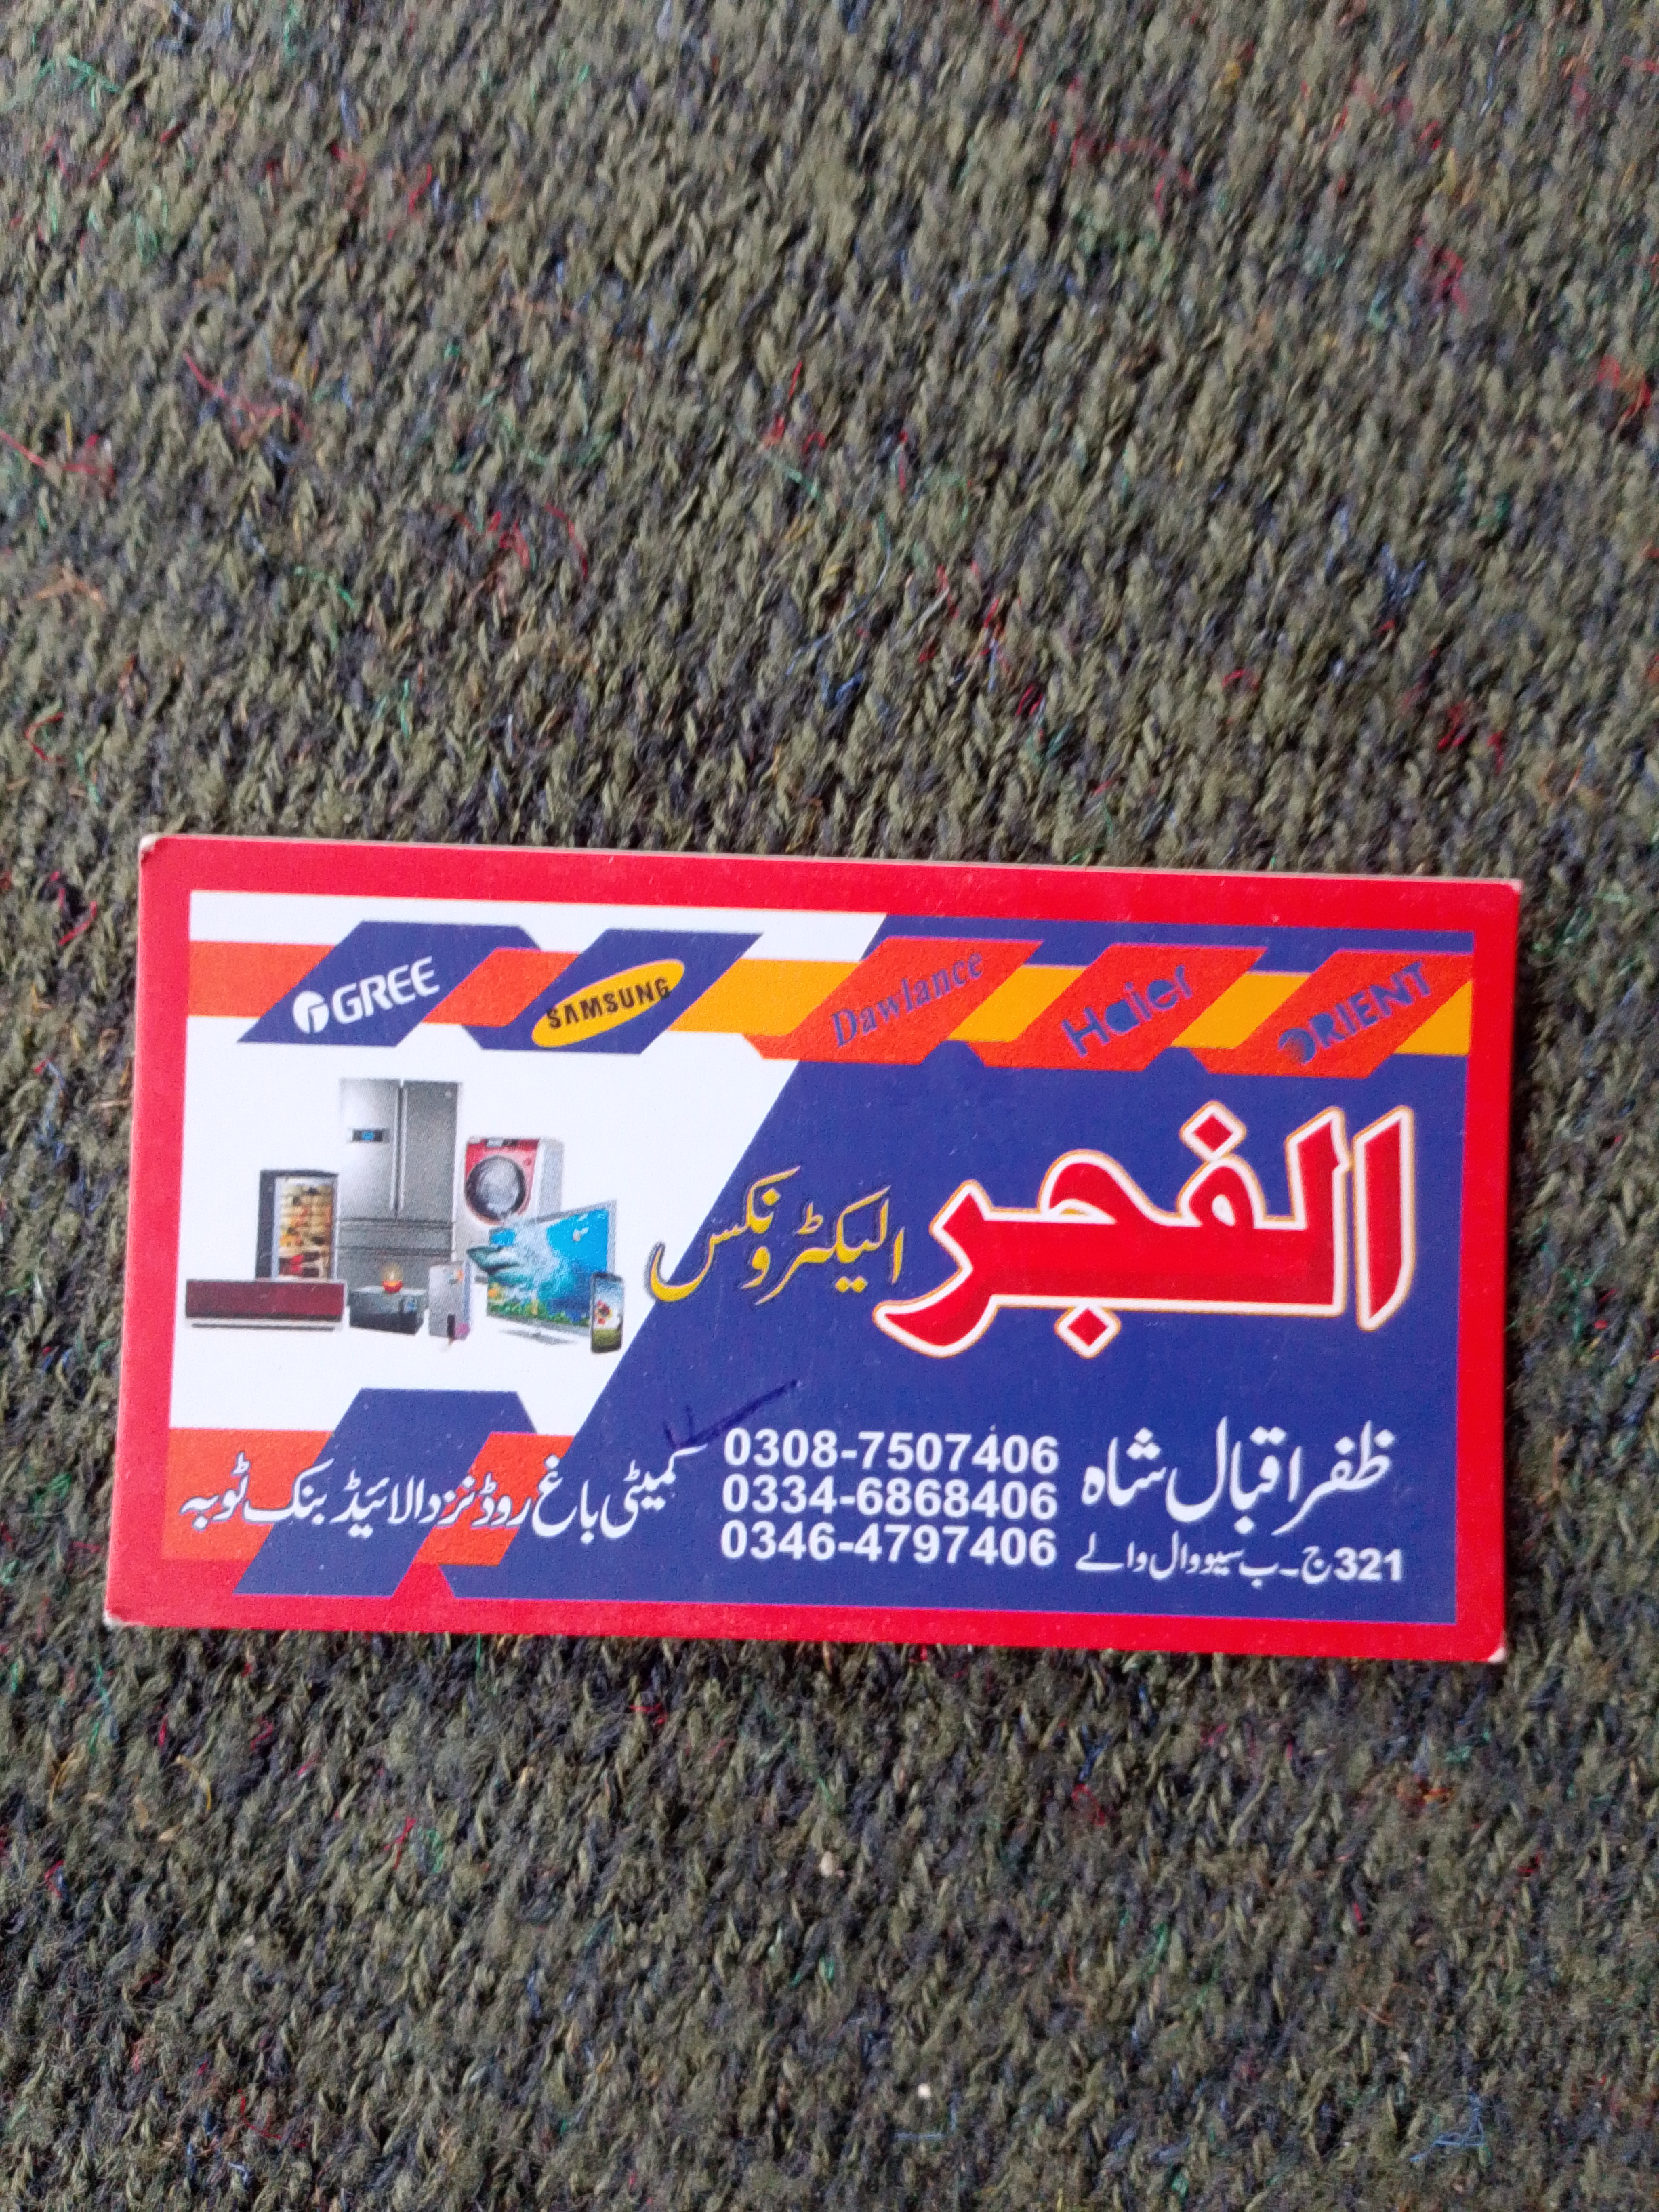 GREE SAMSUNG Dawlance Haier ORIENT
الفجر الیکٹرونکس
ظفر اقبال شاہ
321 ج۔ب سیووال والے
0308-7507406
0334-6868406
0346-4797406
کمیٹی باغ روڈ نزد الائیڈ بنک ٹوبہ